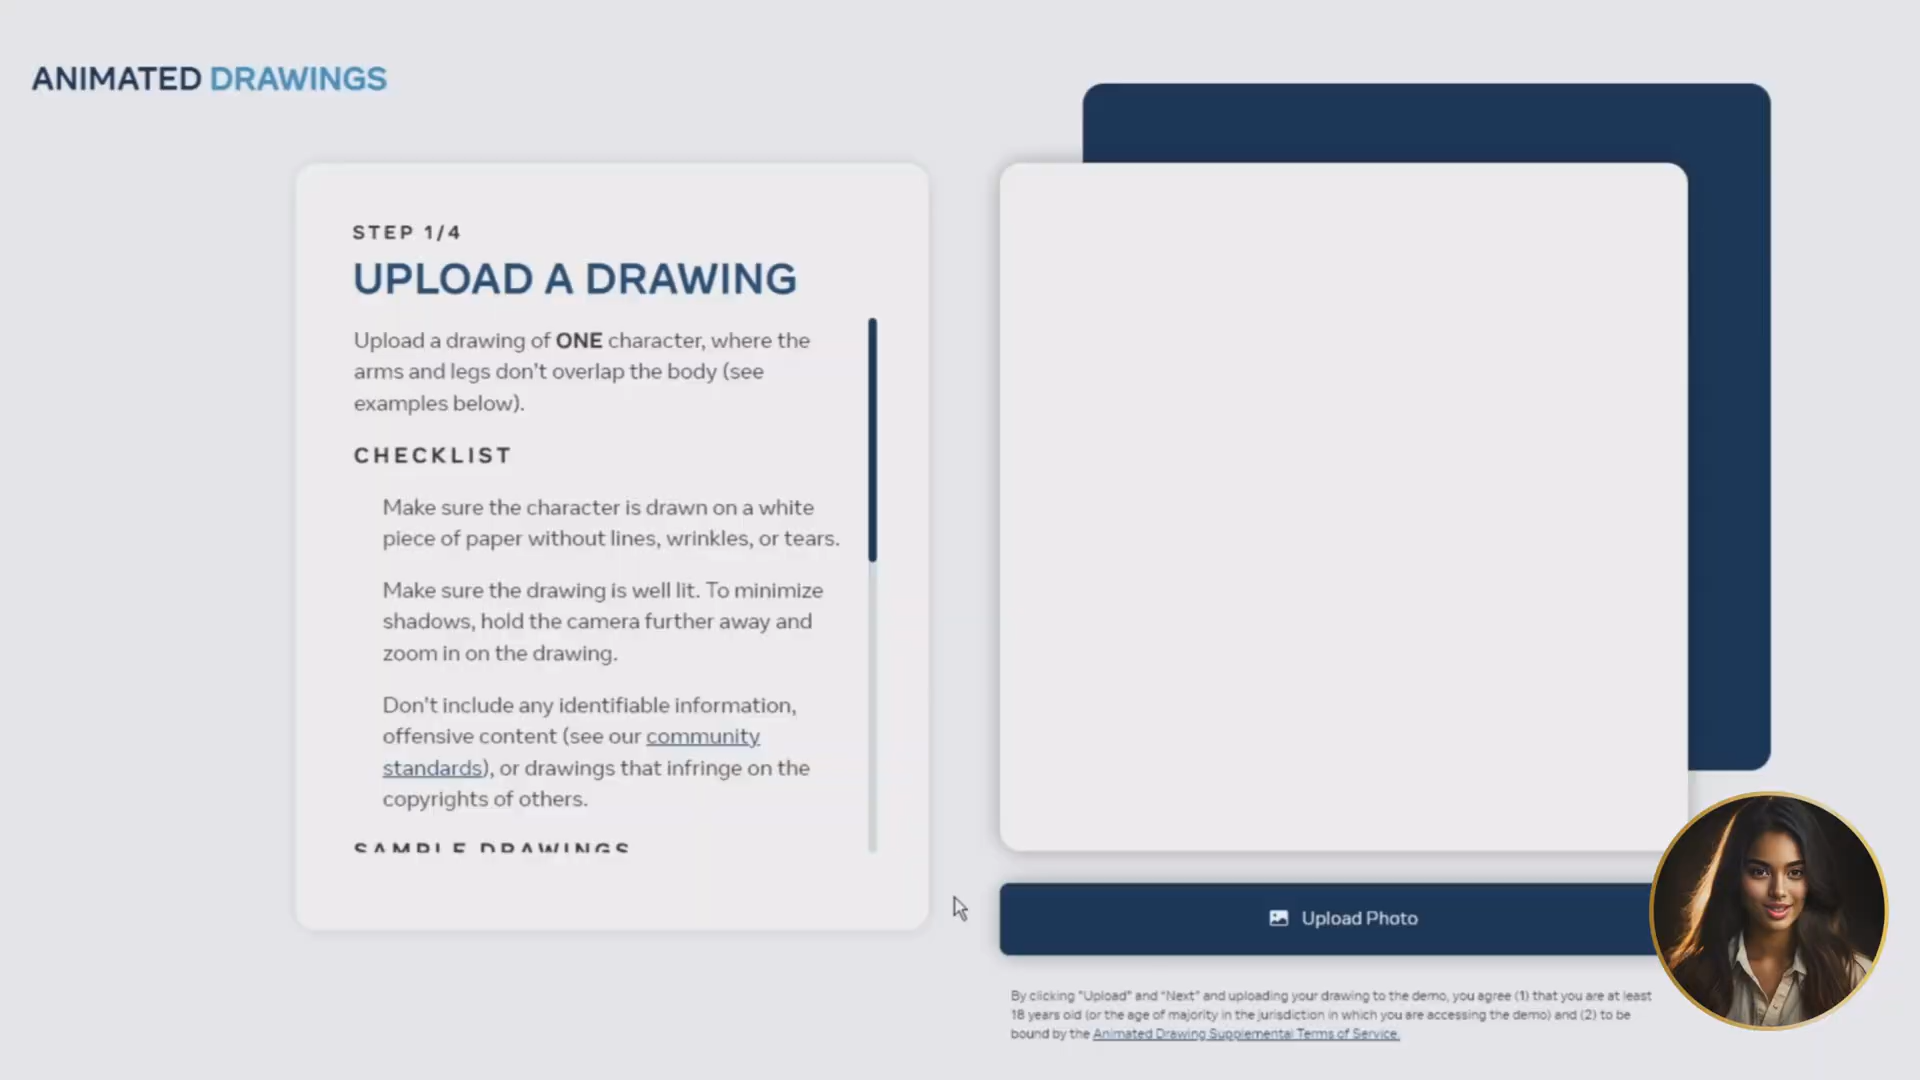 ANIMATED DRAWINGS
STEP 1/4
UPLOAD A DRAWING
Upload a drawing of ONE character, where the
arms and legs don't overlap the body (see
examples below).
CHECKLIST
Make sure the character is drawn on a white
piece of paper without lines, wrinkles, or tears.
Make sure the drawing is well lit. To minimize
shadows, hold the camera further away and
zoom in on the drawing.
Don't include any identifiable information,
offensive content (see our community
standards), or drawings that infringe on the
copyrights of others.
SAMPLE DRAWINGS
Upload Photo
By clicking "Upload" and "Next" and uploading your drawing to the demo, you agree (1) that you are at least
18 years old (or the age of majority in the jurisdiction in which you are accessing the demo) and (2) to be
bound by the Animated Drawing Supplemental Terms of Service.